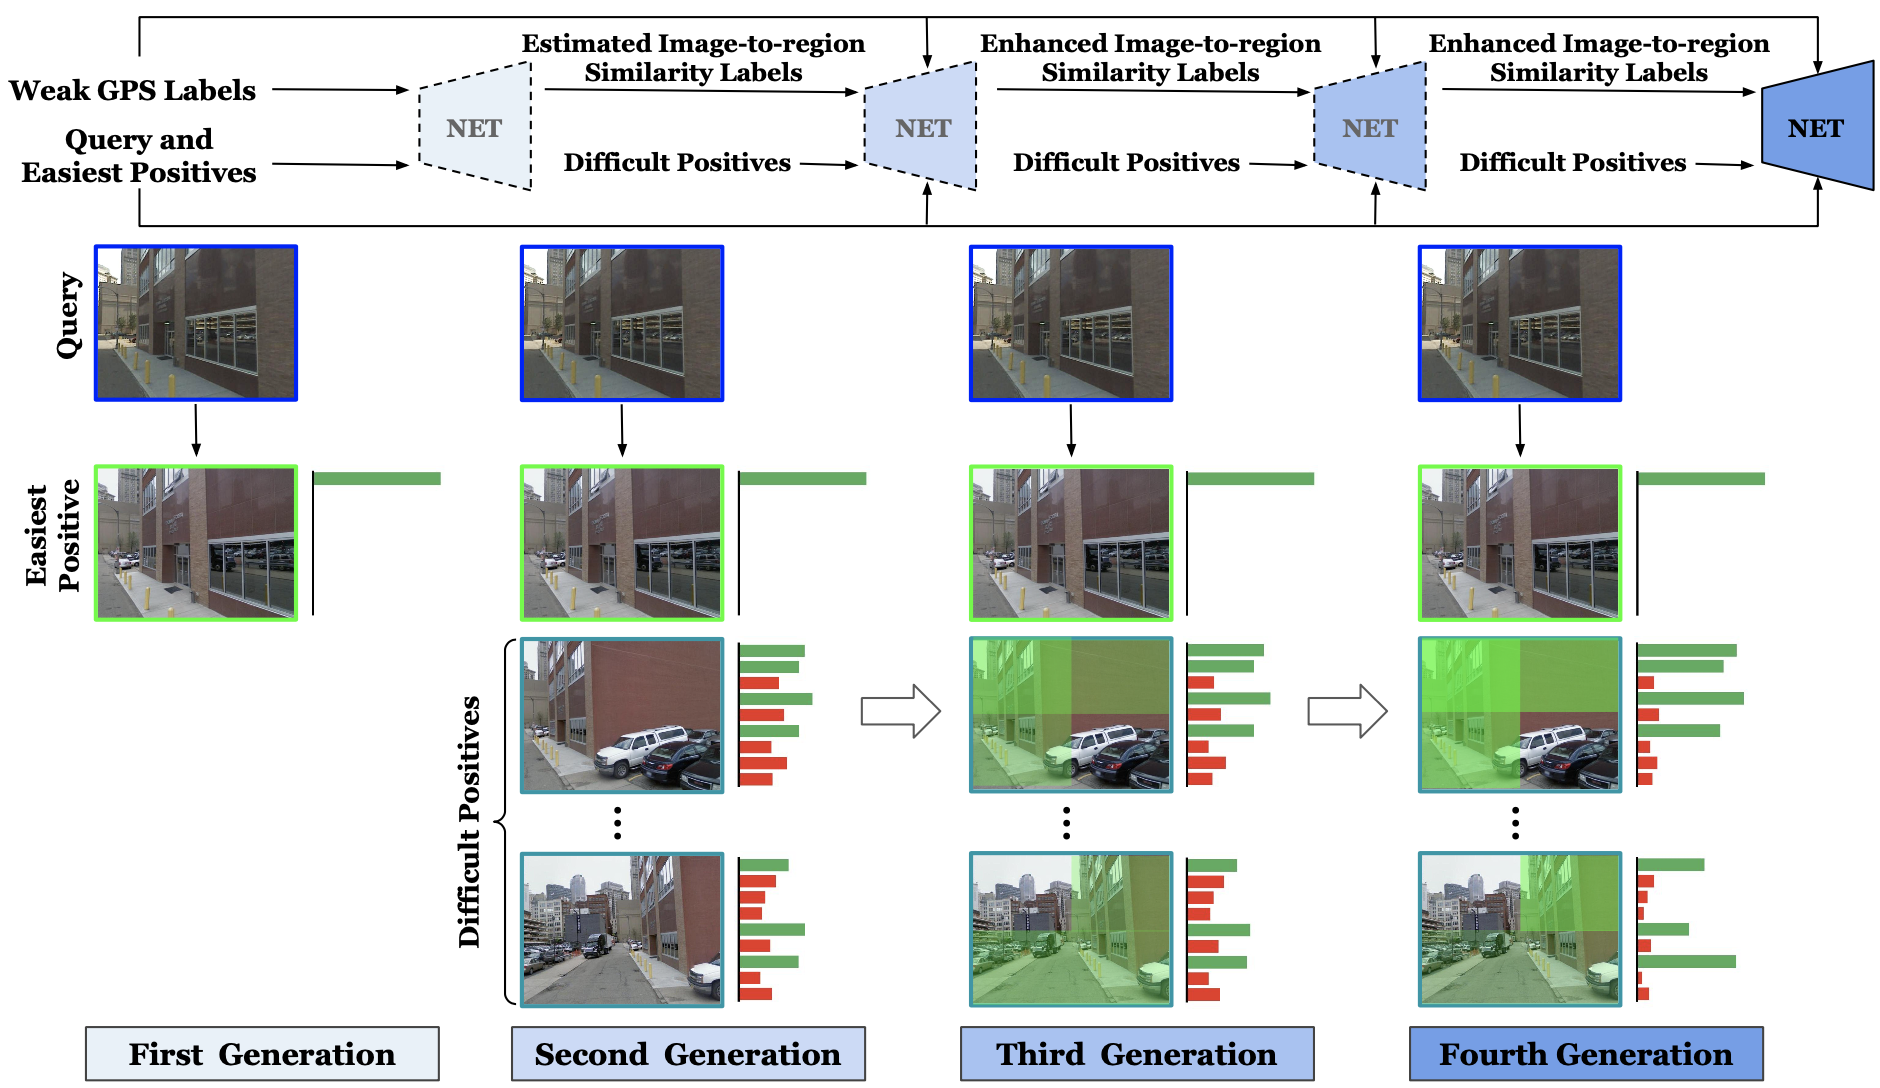 Estimated Image-to-region
Similarity Labels
Enhanced Image-to-region
Similarity Labels
Enhanced Image-to-region
Similarity Labels
Weak GPS Labels
Query and
Easiest Positives
NET
NET
NET
NET
Difficult Positives
Difficult Positives
Difficult Positives
Query
Easiest
Positive
Difficult Positives
First Generation
Second Generation
Third Generation
Fourth Generation